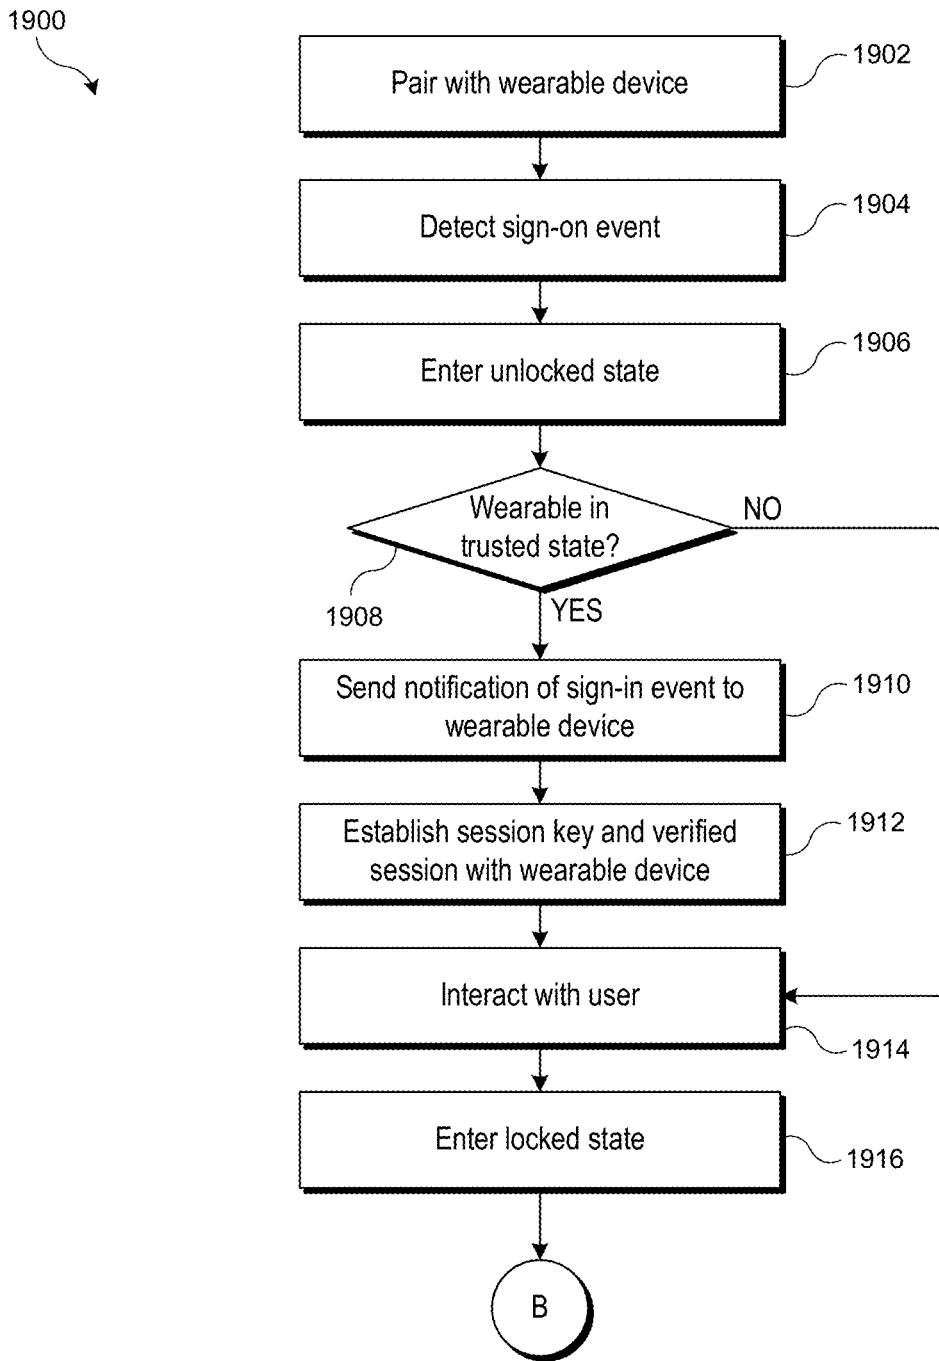 1900
Pair with wearable device
1902
Detect sign-on event
1904
Enter unlocked state
1906
Wearable in
trusted state?
NO
1908
YES
Send notification of sign-in event to
wearable device
1910
Establish session key and verified
session with wearable device
1912
Interact with user
1914
Enter locked state
1916
B